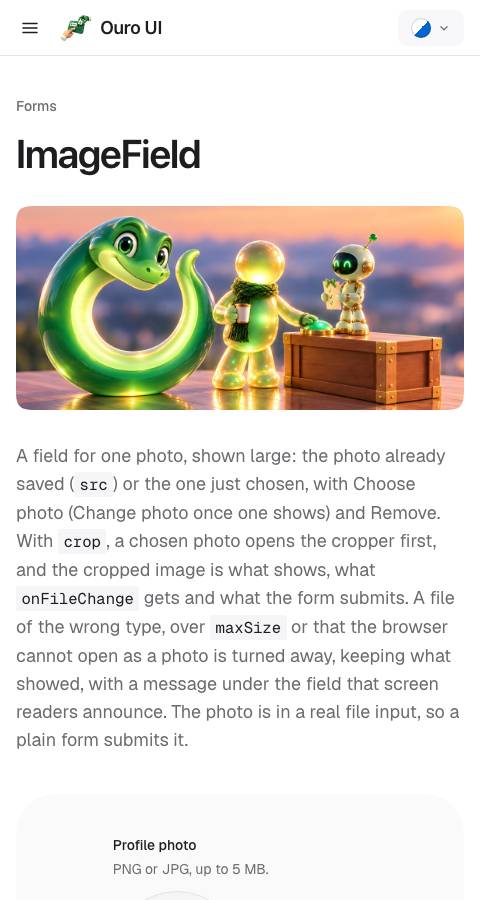 Ouro UI
Forms
ImageField
A field for one photo, shown large: the photo already
saved (src) or the one just chosen, with Choose
photo (Change photo once one shows) and Remove.
With crop, a chosen photo opens the cropper first,
and the cropped image is what shows, what
onFileChange gets and what the form submits. A file
of the wrong type, over maxSize or that the browser
cannot open as a photo is turned away, keeping what
showed, with a message under the field that screen
readers announce. The photo is in a real file input, so a
plain form submits it.
Profile photo
PNG or JPG, up to 5 MB.